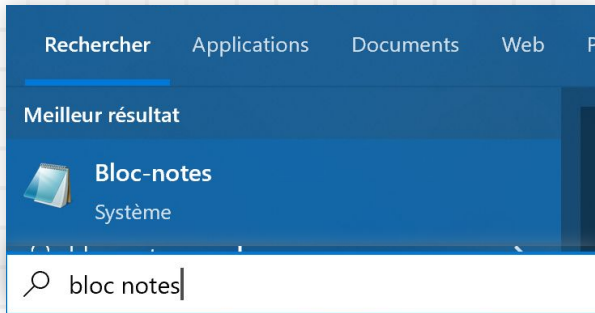 Rechercher Applications Documents Web P
Meilleur résultat
Bloc-notes
Système
bloc notes